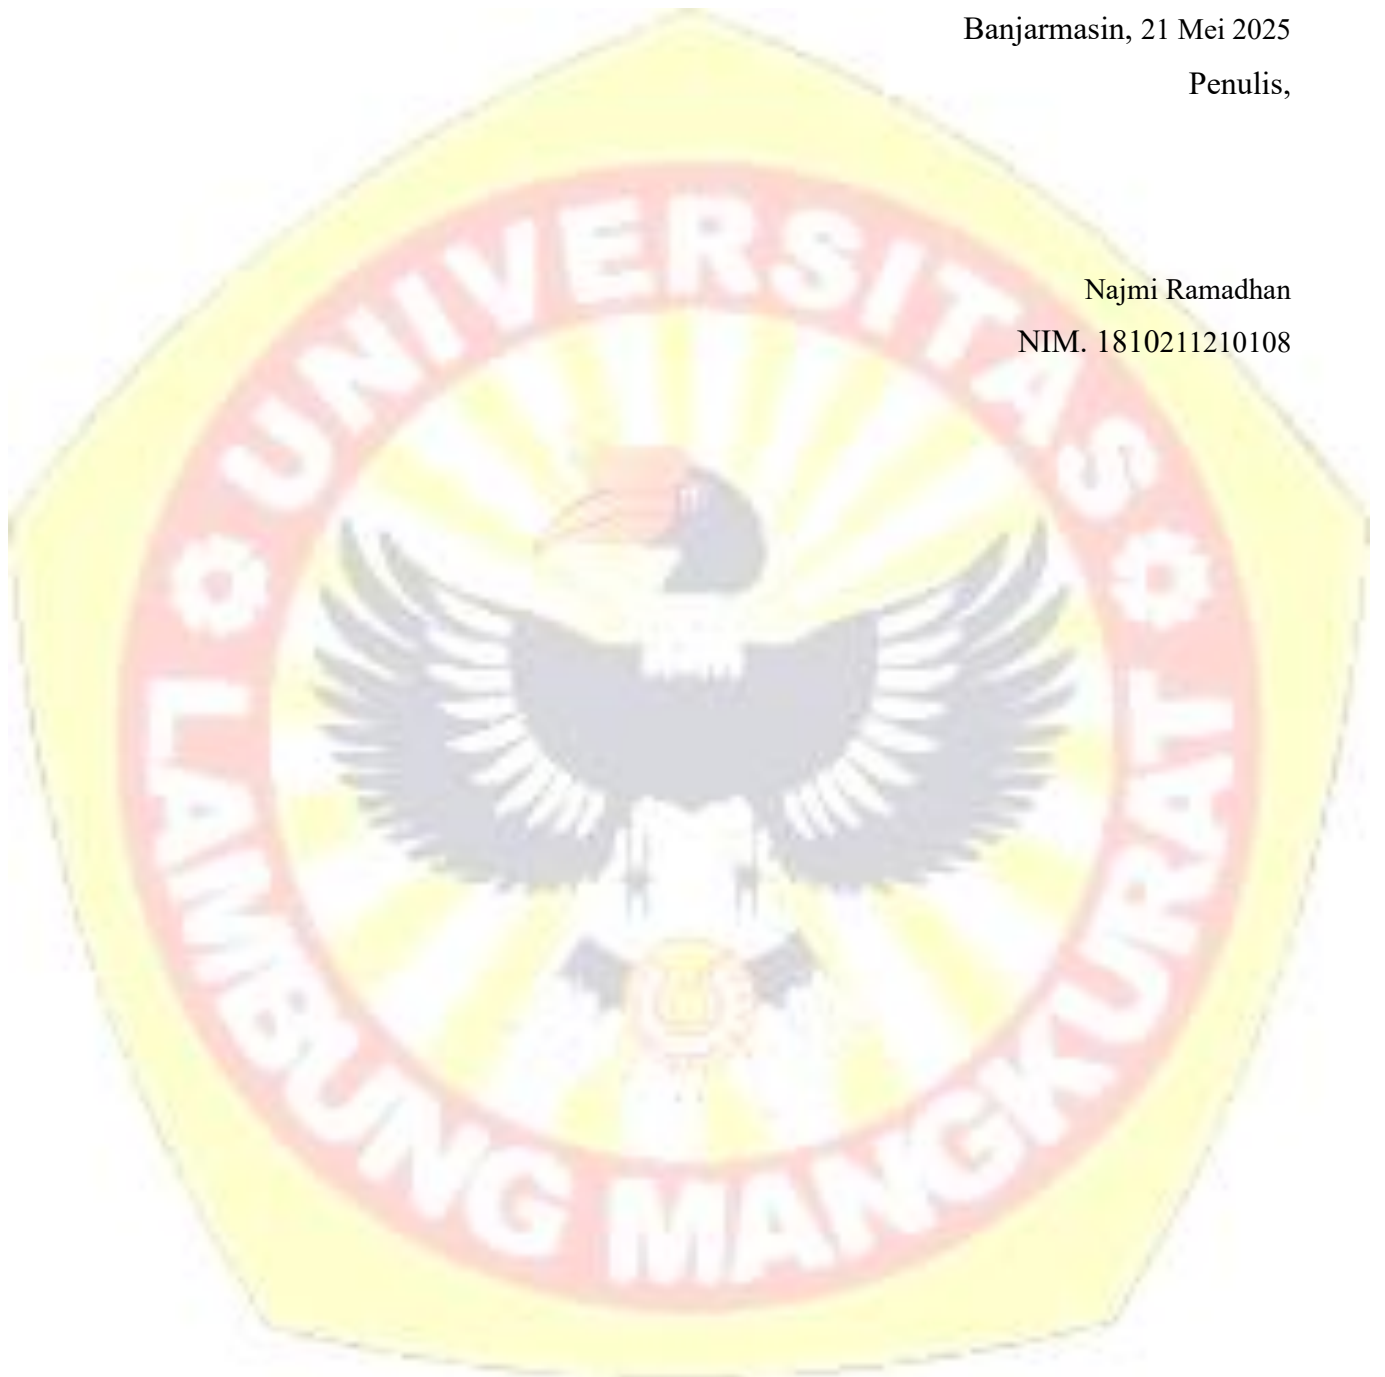 Banjarmasin, 21 Mei 2025
Penulis,
Najmi Ramadhan
NIM. 1810211210108
UNIVERSITAS
LAMBUNG MANGKURAT